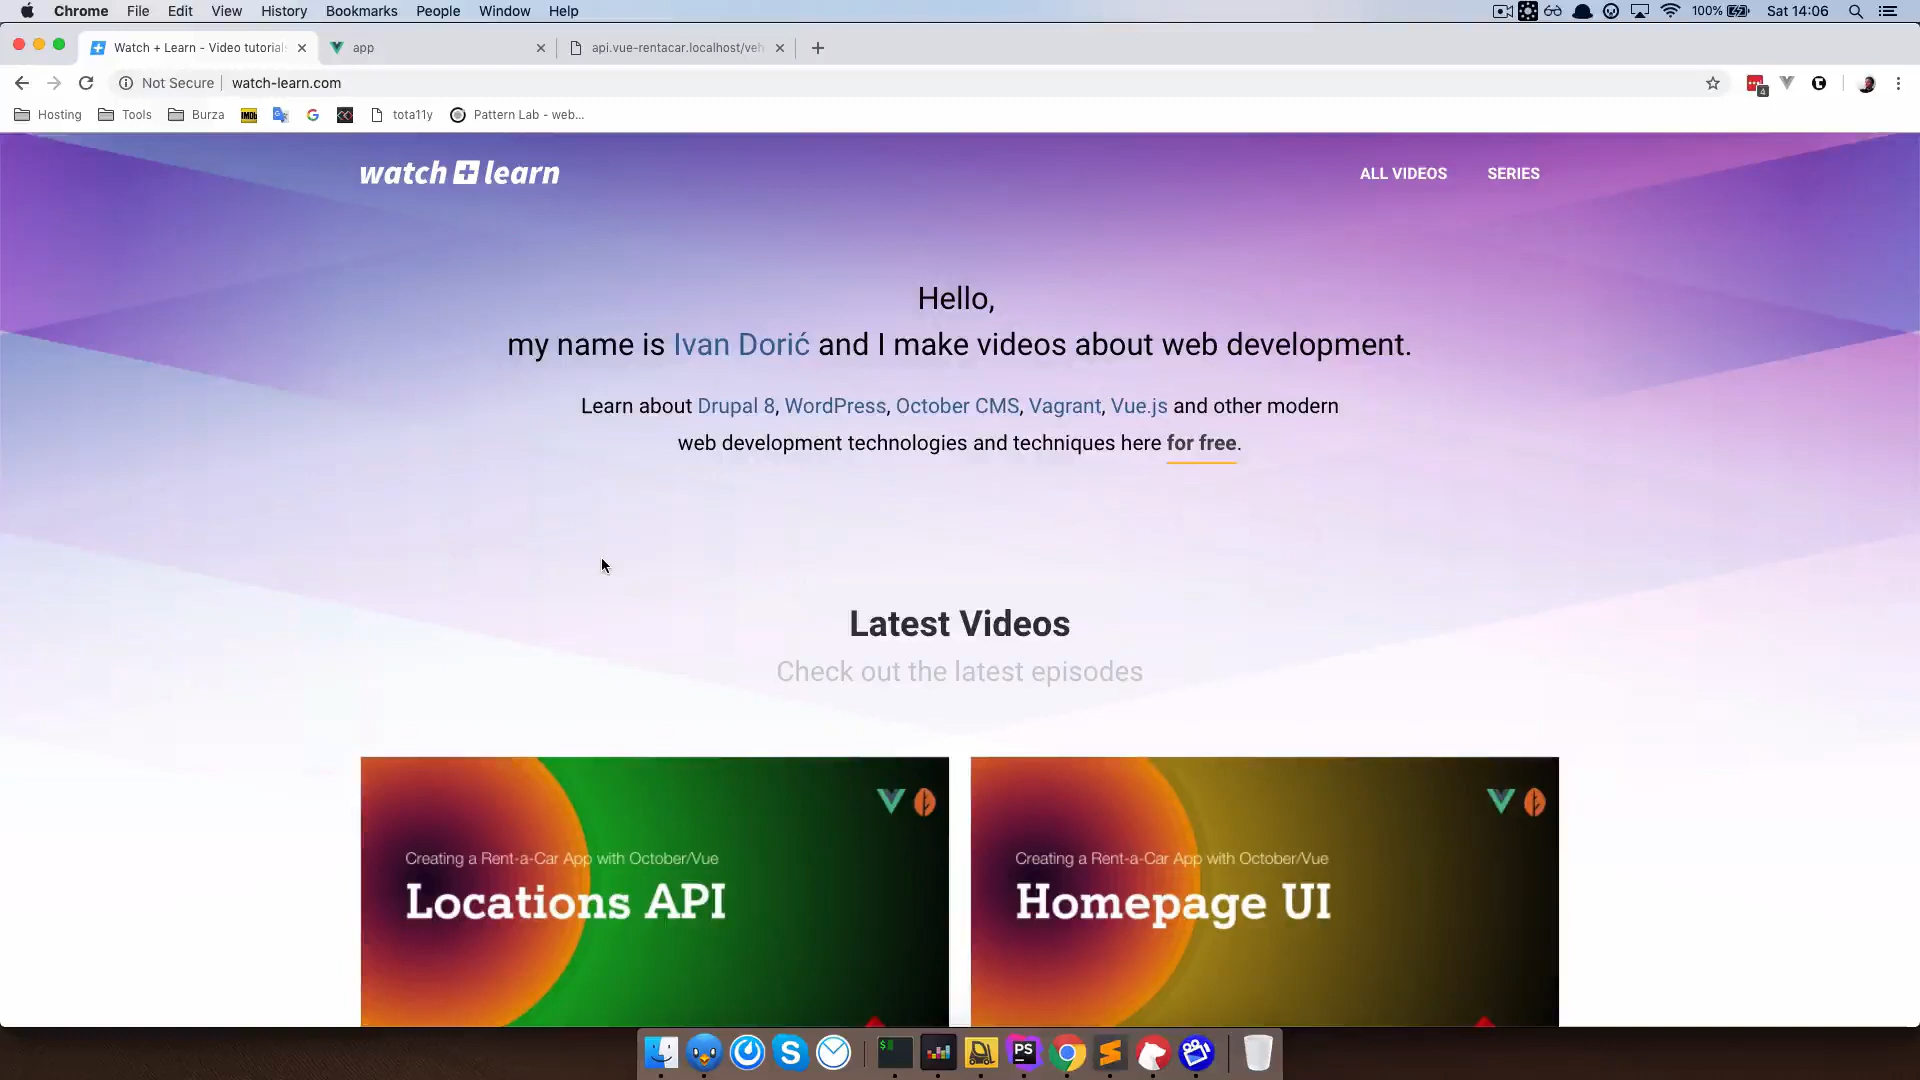 Chrome File Edit View History Bookmarks People Window Help 100% Sat 14:06
Watch + Learn - Video tutorials app api.vue-rentacar.localhost/veh
Not Secure watch-learn.com 4
Hosting Tools Burza IMDb G tota11y Pattern Lab - web...
watch learn ALL VIDEOS SERIES
Hello,
my name is Ivan Dorić and I make videos about web development.
Learn about Drupal 8, WordPress, October CMS, Vagrant, Vue.js and other modern
web development technologies and techniques here for free.
Latest Videos
Check out the latest episodes
Creating a Rent-a-Car App with October/Vue
Locations API
Creating a Rent-a-Car App with October/Vue
Homepage UI
PS